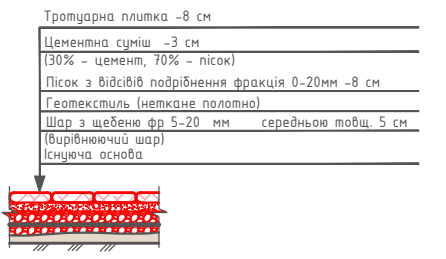 Тротуарна плитка -8 см
Цементна суміш -3 см
(30% - цемент, 70% - пісок)
Пісок з відсівів подрібнення фракція 0-20мм -8 см
Геотекстиль (неткане полотно)
Шар з щебеню фр 5-20 мм середньою товщ. 5 см
(вирівнюючий шар)
Існуюча основа